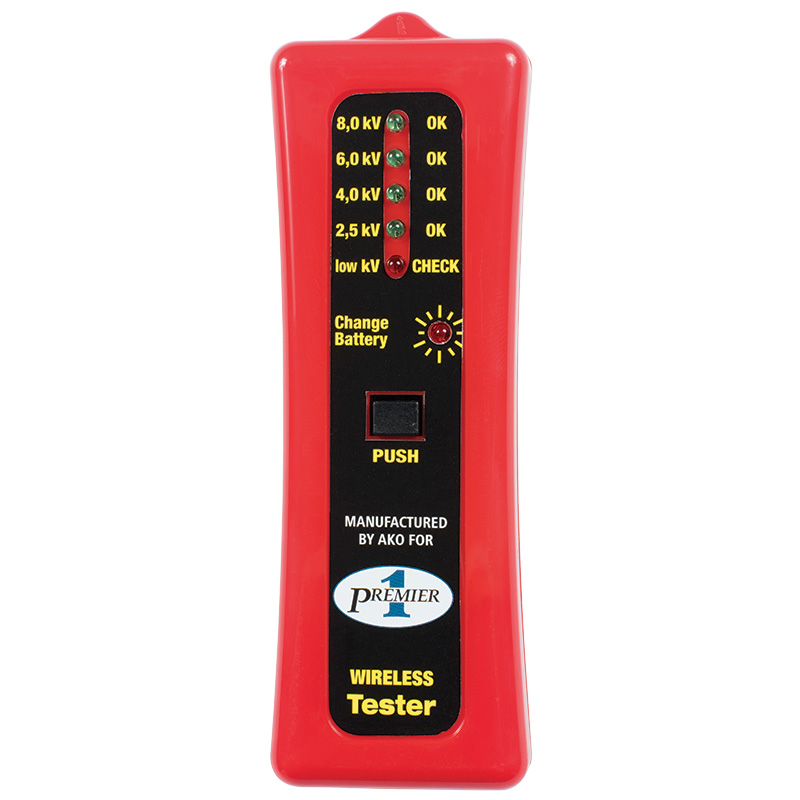 8,0 kV OK
6,0 kV OK
4,0 kV OK
2,5 kV OK
low kV CHECK
Change
Battery
PUSH
MANUFACTURED
BY AKO FOR
PREMIER 1
WIRELESS
Tester